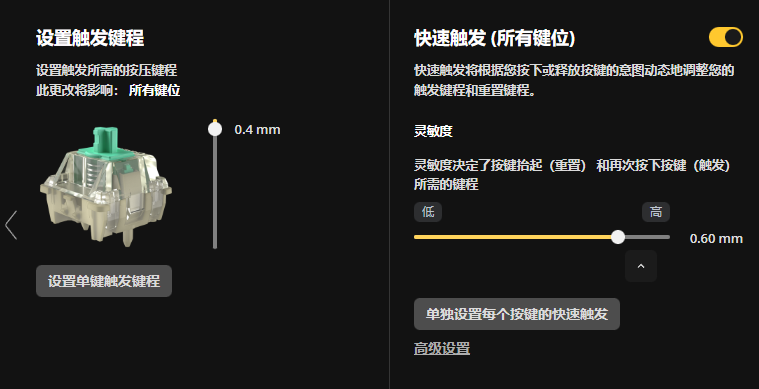 设置触发键程
设置触发所需的按压键程
此更改将影响： 所有键位
0.4 mm
设置单键触发键程
快速触发 (所有键位)
快速触发将根据您按下或释放按键的意图动态地调整您的
触发键程和重置键程。
灵敏度
灵敏度决定了按键抬起（重置） 和再次按下按键（触发）
所需的键程
低
高
0.60 mm
单独设置每个按键的快速触发
高级设置